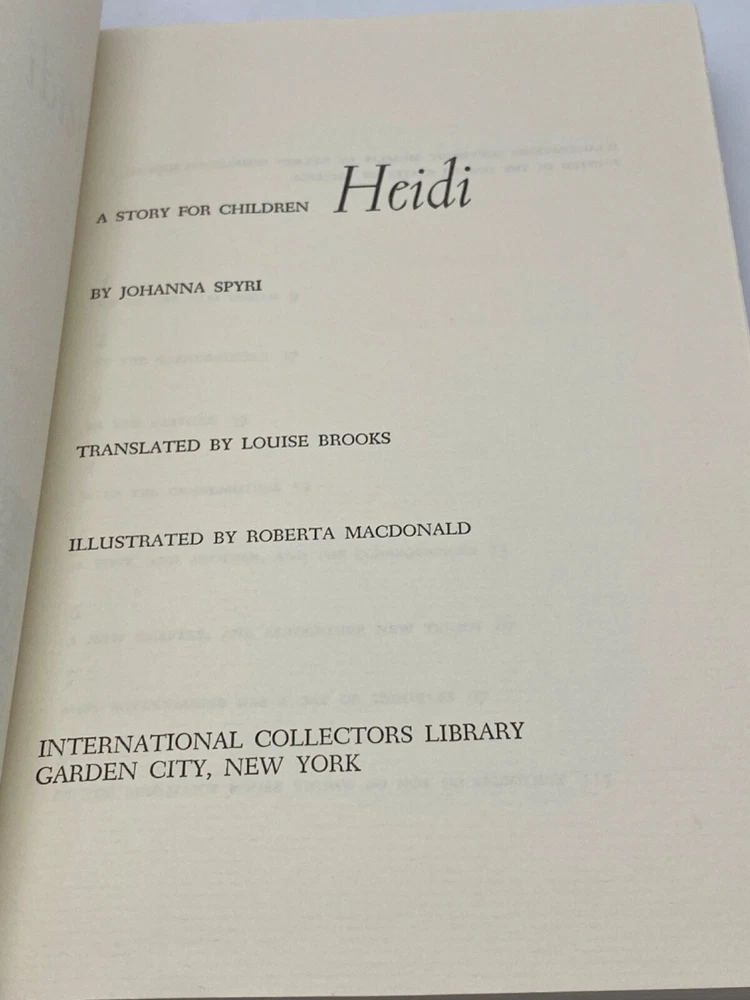 A STORY FOR CHILDREN Heidi
BY JOHANNA SPYRI
TRANSLATED BY LOUISE BROOKS
ILLUSTRATED BY ROBERTA MACDONALD
INTERNATIONAL COLLECTORS LIBRARY
GARDEN CITY, NEW YORK